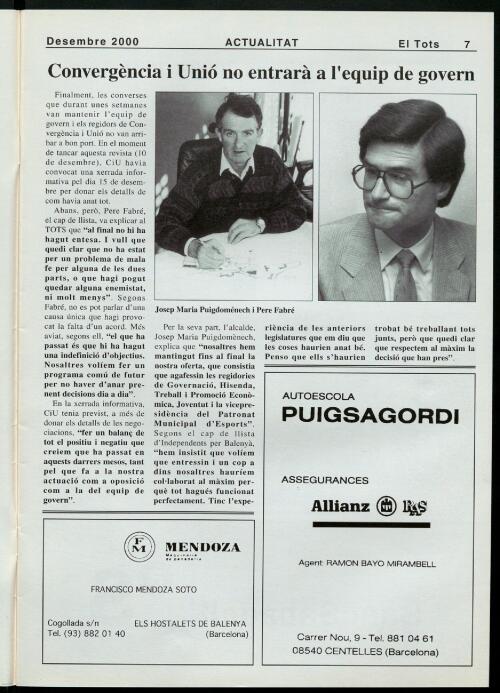 Desembre 2000
ACTUALITAT
El Tots 7
Convergència i Unió no entrarà a l'equip de govern
Finalment, les converses
que durant unes setmanes
van mantenir l'equip de
govern i els regidors de Con-
vergència i Unió no van arri-
bar a bon port. En el moment
de tancar aquesta revista (10
de desembre), CiU havia
convocat una xerrada infor-
mativa pel dia 15 de desem-
bre per donar els detalls de
com havia anat tot.
Abans, però, Pere Fabré,
el cap de llista, va explicar al
TOTS que "al final no hi ha
hagut entesa. I vull que
quedi clar que no ha estat
per un problema de mala
fe per alguna de les dues
parts, o que hagi pogut
quedar alguna enemistat,
ni molt menys". Segons
Fabré, no es pot parlar d'una
causa única que hagi provo-
cat la falta d'un acord. Més
aviat, segons ell, "el que ha
passat és que hi ha hagut
una indefinició d'objectius.
Nosaltres volíem fer un
programa comú de futur
per no haver d'anar pre-
nent decisions dia a dia".
En la xerrada informativa,
CiU tenia previst, a més de
donar els detalls de les nego-
ciacions, "fer un balanç de
tot el positiu i negatiu que
creiem que ha passat en
aquests darrers mesos, tant
pel que fa a la nostra
actuació com a oposició
com a la del equip de
govern".
Josep Maria Puigdomènech i Pere Fabré
Per la seva part, l'alcalde,
Josep Maria Puigdomènech,
explica que "nosaltres hem
mantingut fins al final la
nostra oferta, que consistia
que agafessin les regidories
de Governació, Hisenda,
Treball i Promoció Econò-
mica, Joventut i la vicepre-
sidència del Patronat
Municipal d'Esports".
Segons el cap de llista
d'Independents per Balenyà,
"hem insistit que volíem
que entressin i un cop a
dins nosaltres hauríem
col·laborat al màxim per-
què tot hagués funcionat
perfectament. Tinc l'expe-
riència de les anteriors
legislatures que em diu que
les coses haurien anat bé.
Penso que ells s'haurien
trobat bé treballant tots
junts, però que quedi clar
que respectem al màxim la
decisió que han pres".
FM
MENDOZA
Maquinaria
de panadería
FRANCISCO MENDOZA SOTO
Cogollada s/n
Tel. (93) 882 01 40
ELS HOSTALETS DE BALENYA
(Barcelona)
AUTOESCOLA
PUIGSAGORDI
ASSEGURANCES
Allianz RAS
Agent: RAMON BAYO MIRAMBELL
Carrer Nou, 9 - Tel. 881 04 61
08540 CENTELLES (Barcelona)